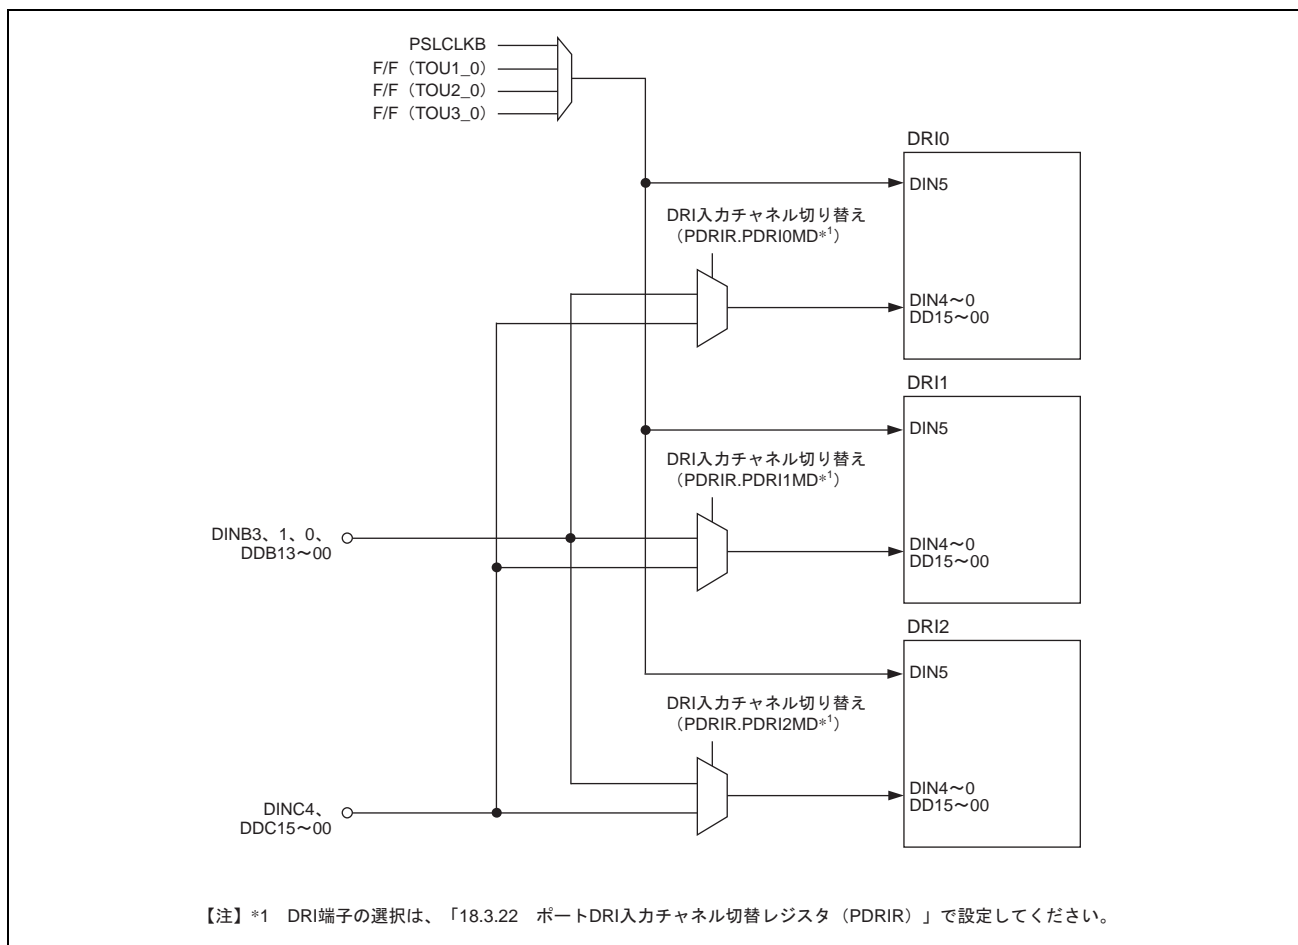 PSLCLKB
F/F（TOU1_0）
F/F（TOU2_0）
F/F（TOU3_0）
DRI0
DIN5
DRI入力チャネル切り替え
（PDRIR.PDRI0MD*1）
DIN4～0
DD15～00
DRI1
DIN5
DRI入力チャネル切り替え
（PDRIR.PDRI1MD*1）
DINB3、1、0、
DDB13～00
DIN4～0
DD15～00
DRI2
DIN5
DRI入力チャネル切り替え
（PDRIR.PDRI2MD*1）
DIN4～0
DD15～00
DINC4、
DDC15～00
【注】*1 DRI端子の選択は、「18.3.22 ポートDRI入力チャネル切替レジスタ（PDRIR）」で設定してください。